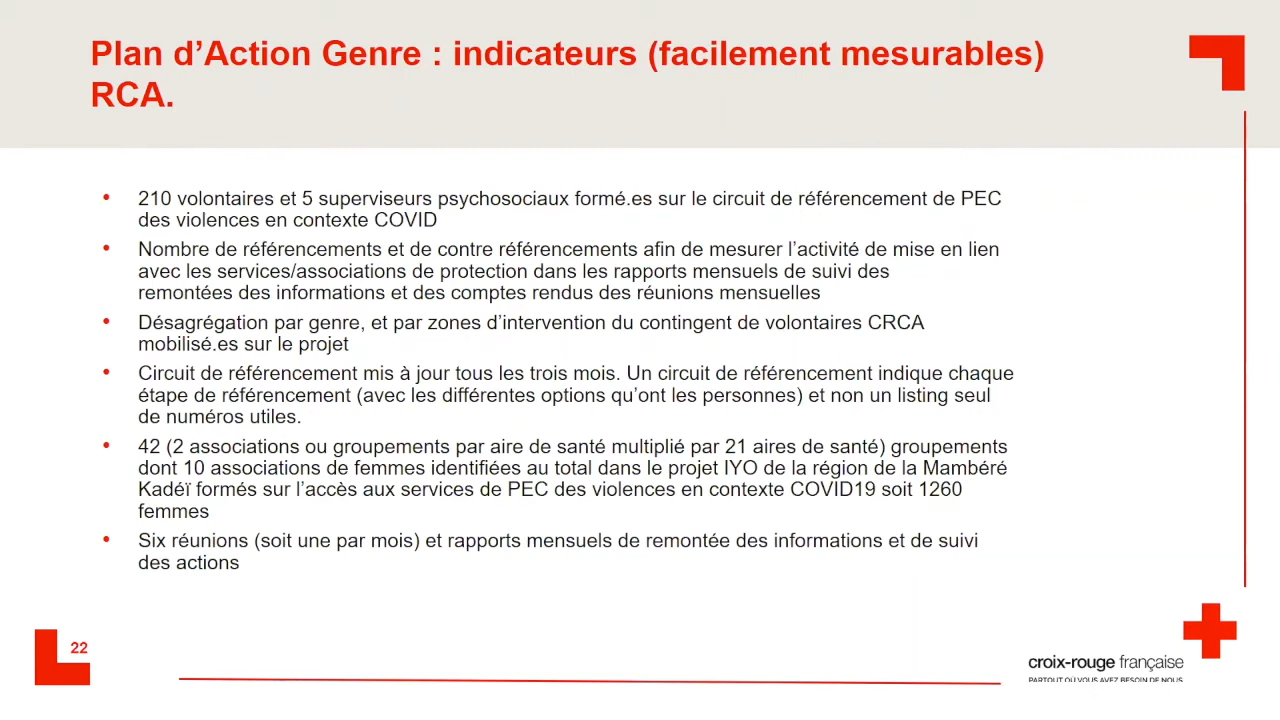 Plan d’Action Genre : indicateurs (facilement mesurables)
RCA.
• 210 volontaires et 5 superviseurs psychosociaux formé.es sur le circuit de référencement de PEC
des violences en contexte COVID
• Nombre de référencements et de contre référencements afin de mesurer l’activité de mise en lien
avec les services/associations de protection dans les rapports mensuels de suivi des
remontées des informations et des comptes rendus des réunions mensuelles
• Désagrégation par genre, et par zones d’intervention du contingent de volontaires CRCA
mobilisé.es sur le projet
• Circuit de référencement mis à jour tous les trois mois. Un circuit de référencement indique chaque
étape de référencement (avec les différentes options qu’ont les personnes) et non un listing seul
de numéros utiles.
• 42 (2 associations ou groupements par aire de santé multiplié par 21 aires de santé) groupements
dont 10 associations de femmes identifiées au total dans le projet IYO de la région de la Mambéré
Kadéï formés sur l’accès aux services de PEC des violences en contexte COVID19 soit 1260
femmes
• Six réunions (soit une par mois) et rapports mensuels de remontée des informations et de suivi
des actions
22
croix-rouge française
PARTOUT OÙ VOUS AVEZ BESOIN DE NOUS